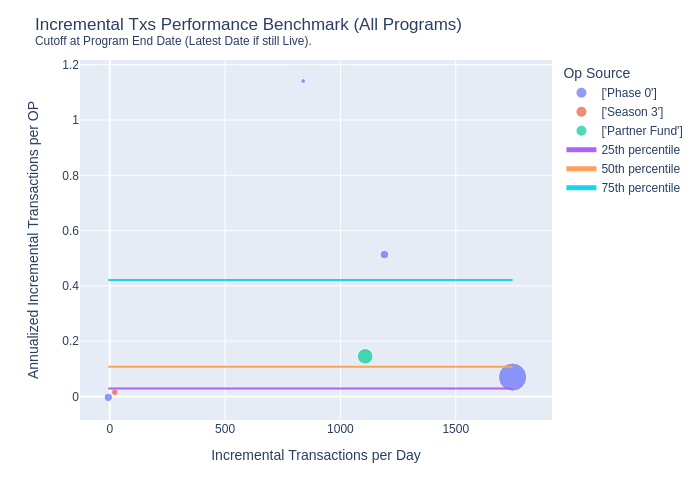 Incremental Txs Performance Benchmark (All Programs)
Cutoff at Program End Date (Latest Date if still Live).
Annualized Incremental Transactions per OP
1.2
1
0.8
0.6
0.4
0.2
0
0
500
1000
1500
Incremental Transactions per Day
Op Source
['Phase 0']
['Season 3']
['Partner Fund']
25th percentile
50th percentile
75th percentile